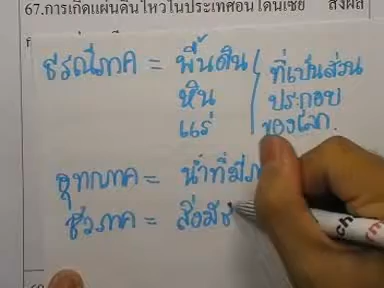 67.การเกิดแผ่นดินไหวในประเทศอินโดนีเซีย ส่งผล
ธรณีภาค = พื้นดิน ที่เป็นส่วน
หิน ประกอบ
แร่ ของโลก.
อุทกภาค = น้ำที่มี
ชีวภาค = สิ่งมีช